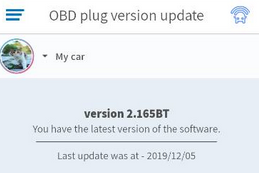 OBD plug version update
My car
version 2.165BT
You have the latest version of the software.
Last update was at - 2019/12/05